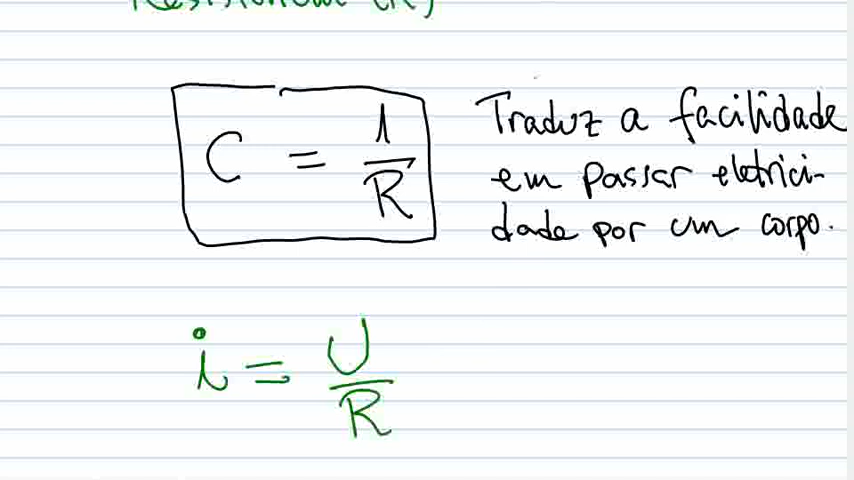 C = 1/R
Traduz a facilidade
em passar eletrici-
dade por um corpo.
i = U/R